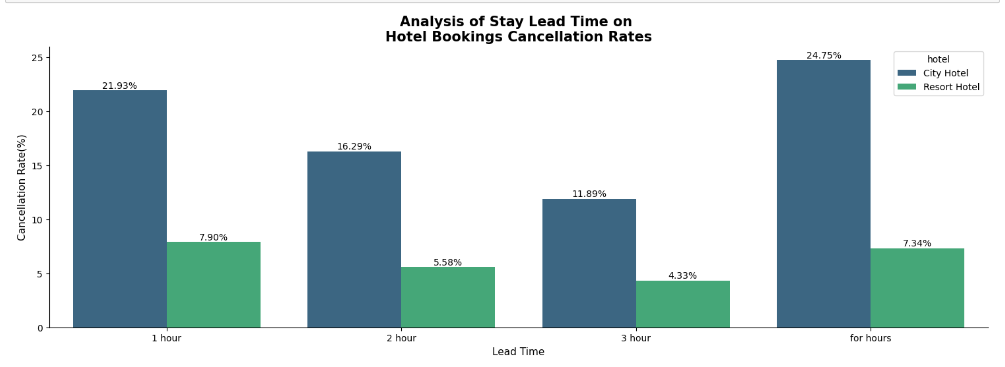 Analysis of Stay Lead Time on
Hotel Bookings Cancellation Rates
hotel
City Hotel
Resort Hotel
Cancellation Rate(%)
25
20
15
10
5
0
21.93%
7.90%
16.29%
5.58%
11.89%
4.33%
24.75%
7.34%
1 hour
2 hour
3 hour
for hours
Lead Time